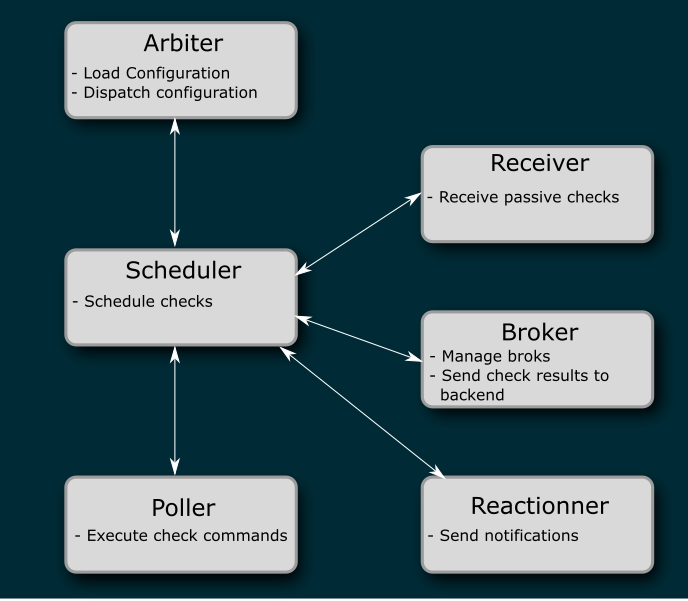 Arbiter
- Load Configuration
- Dispatch configuration
Receiver
- Receive passive checks
Scheduler
- Schedule checks
Broker
- Manage broks
- Send check results to
backend
Poller
- Execute check commands
Reactionner
- Send notifications